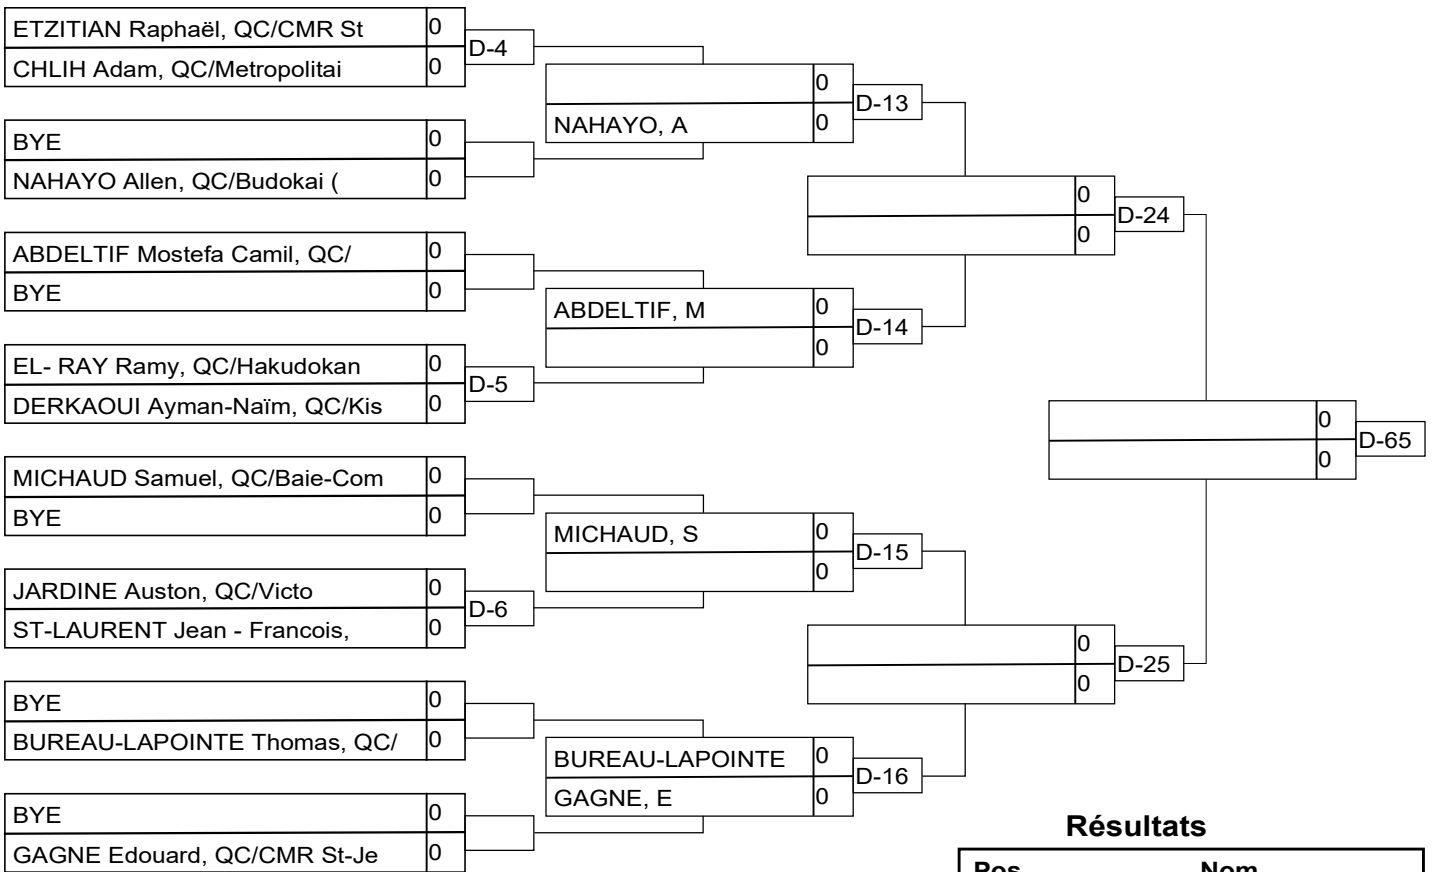 ETZITIAN Raphaël, QC/CMR St 0
CHLIH Adam, QC/Metropolitai 0
D-4
BYE 0
NAHAYO Allen, QC/Budokai ( 0
ABDELTIF Mostefa Camil, QC/ 0
BYE 0
EL- RAY Ramy, QC/Hakudokan 0
DERKAOUI Ayman-Naïm, QC/Kis 0
D-5
MICHAUD Samuel, QC/Baie-Com 0
BYE 0
JARDINE Auston, QC/Victo 0
ST-LAURENT Jean - Francois, 0
D-6
BYE 0
BUREAU-LAPOINTE Thomas, QC/ 0
BYE 0
GAGNE Edouard, QC/CMR St-Je 0
0
NAHAYO, A 0
D-13
ABDELTIF, M 0
0
D-14
MICHAUD, S 0
0
D-15
BUREAU-LAPOINTE 0
GAGNE, E 0
D-16
0
0
D-24
0
0
D-25
0
0
D-65
Résultats
Pos Nom